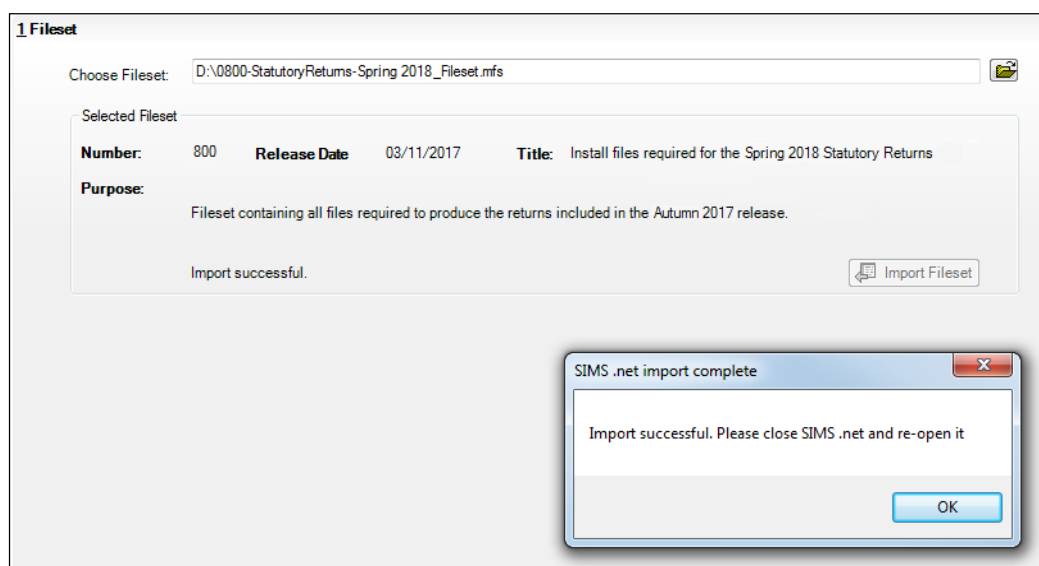 1 Fileset
Choose Fileset: D:\0800-StatutoryReturns-Spring 2018_Fileset.mfs
Selected Fileset
Number: 800 Release Date 03/11/2017 Title: Install files required for the Spring 2018 Statutory Returns
Purpose:
Fileset containing all files required to produce the returns included in the Autumn 2017 release.
Import successful. Import Fileset
SIMS .net import complete
Import successful. Please close SIMS .net and re-open it
OK